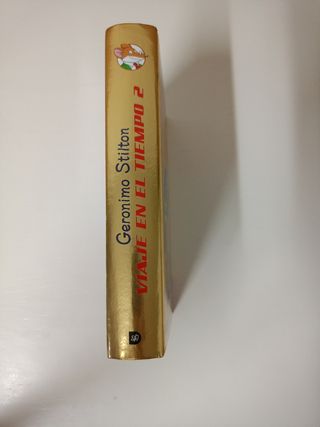 Geronimo Stilton
VIAJE EN EL TIEMPO 2